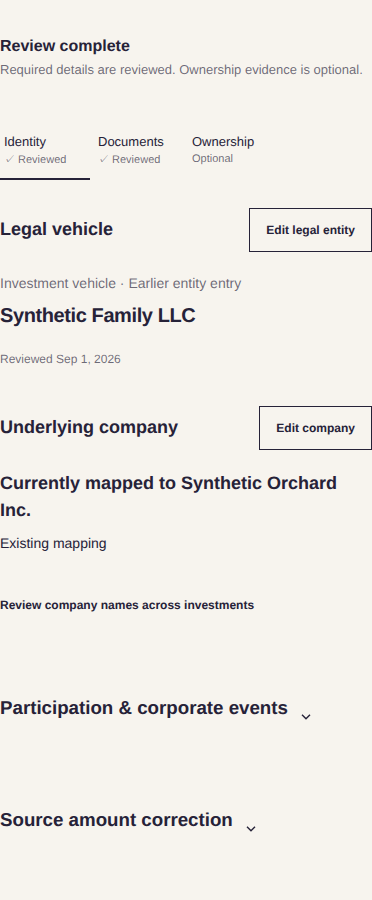 Review complete
Required details are reviewed. Ownership evidence is optional.
Identity
✓ Reviewed
Documents
✓ Reviewed
Ownership
Optional
Legal vehicle
Edit legal entity
Investment vehicle · Earlier entity entry
Synthetic Family LLC
Reviewed Sep 1, 2026
Underlying company
Edit company
Currently mapped to Synthetic Orchard
Inc.
Existing mapping
Review company names across investments
Participation & corporate events
Source amount correction